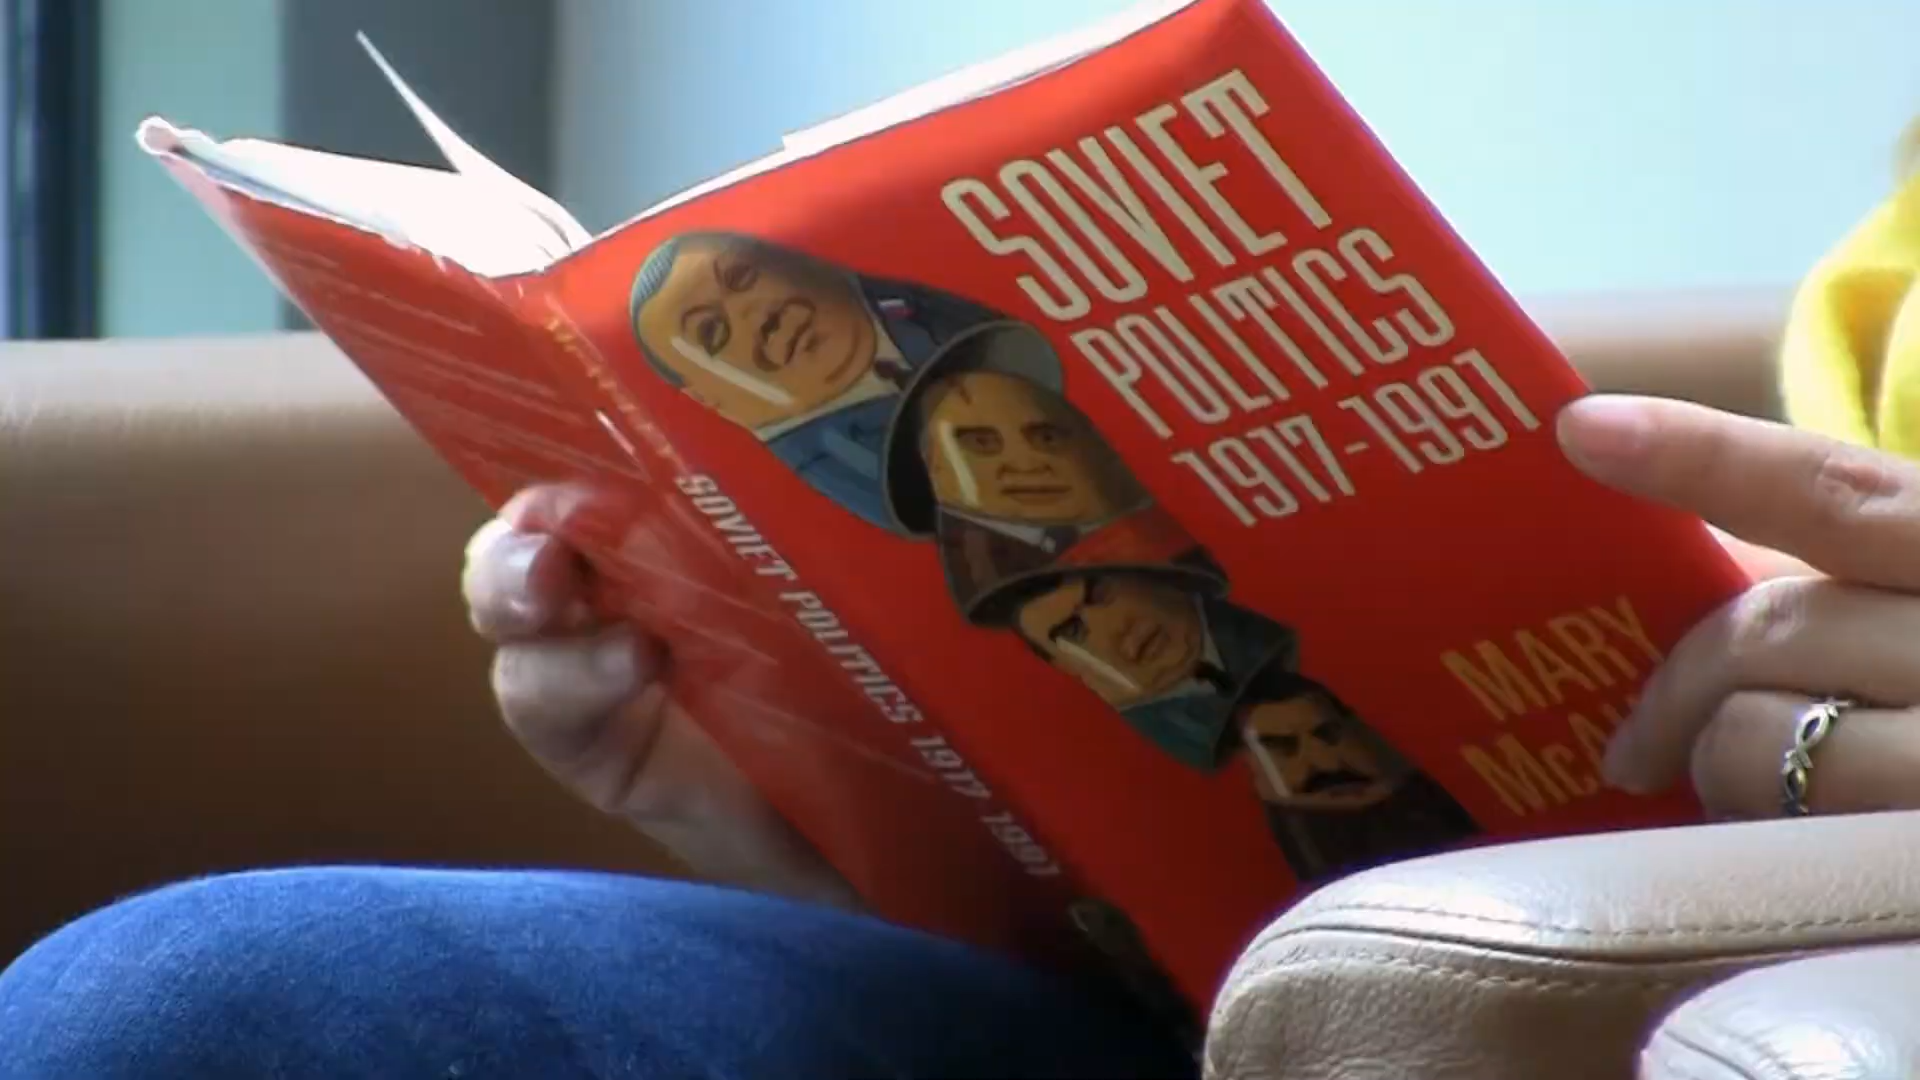 SOVIET
POLITICS
1917-1991
MARY
SOVIET POLITICS 1917-1991